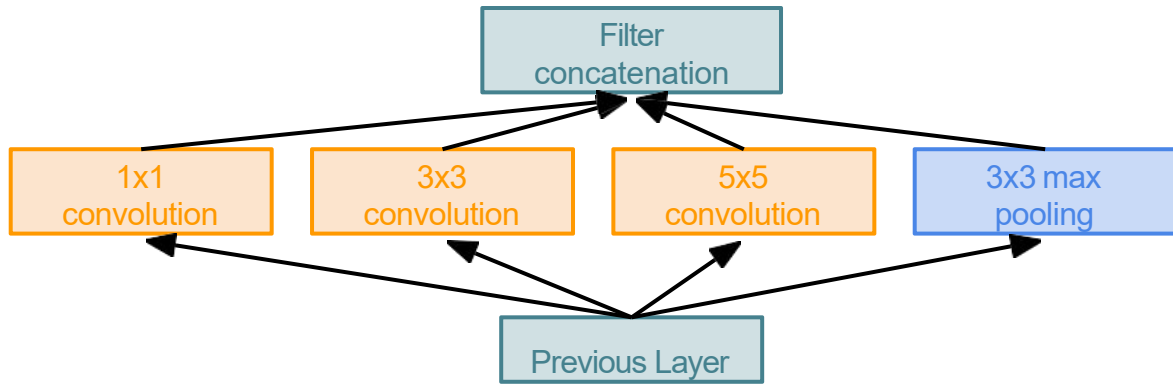 Filter
concatenation
1x1
convolution
3x3
convolution
5x5
convolution
3x3 max
pooling
Previous Layer